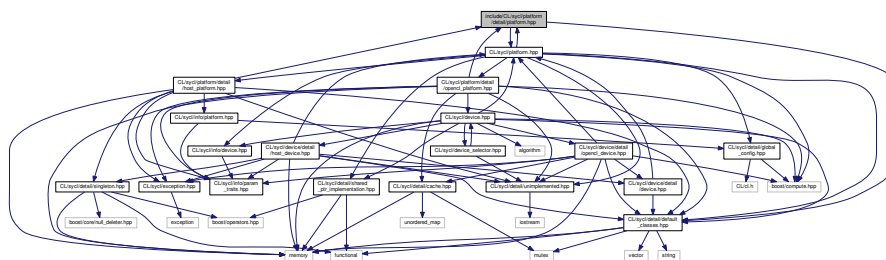 include/CL/sycl/platform
/detail/platform.hpp
CL/sycl/platform.hpp
CL/sycl/platform/detail
/host_platform.hpp
CL/sycl/platform/detail
/opencl_platform.hpp
CL/sycl/info/platform.hpp
CL/sycl/device.hpp
CL/sycl/info/device.hpp
CL/sycl/device/detail
/host_device.hpp
CL/sycl/device_selector.hpp
algorithm
CL/sycl/device/detail
/opencl_device.hpp
CL/sycl/detail/global
_config.hpp
CL/sycl/detail/singleton.hpp
CL/sycl/exception.hpp
CL/sycl/info/param
_traits.hpp
CL/sycl/detail/shared
_ptr_implementation.hpp
CL/sycl/detail/cache.hpp
CL/sycl/detail/unimplemented.hpp
CL/sycl/device/detail
/device.hpp
CL/cl.h
boost/compute.hpp
boost/core/null_deleter.hpp
exception
boost/operators.hpp
unordered_map
iostream
CL/sycl/detail/default
_classes.hpp
memory
functional
mutex
vector
string